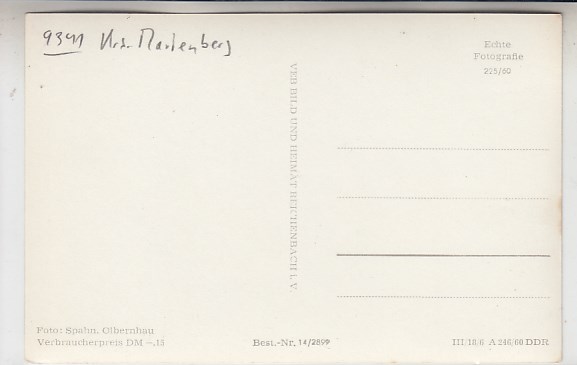 9341 Krs. Marienberg
Echte
Fotografie
225/60
VEB BILD UND HEIMAT REICHENBACH I. V.
Foto: Spahn, Olbernhau
Verbraucherpreis DM -.15
Best.-Nr. 14/2899
III/18/6 A 246/60 DDR